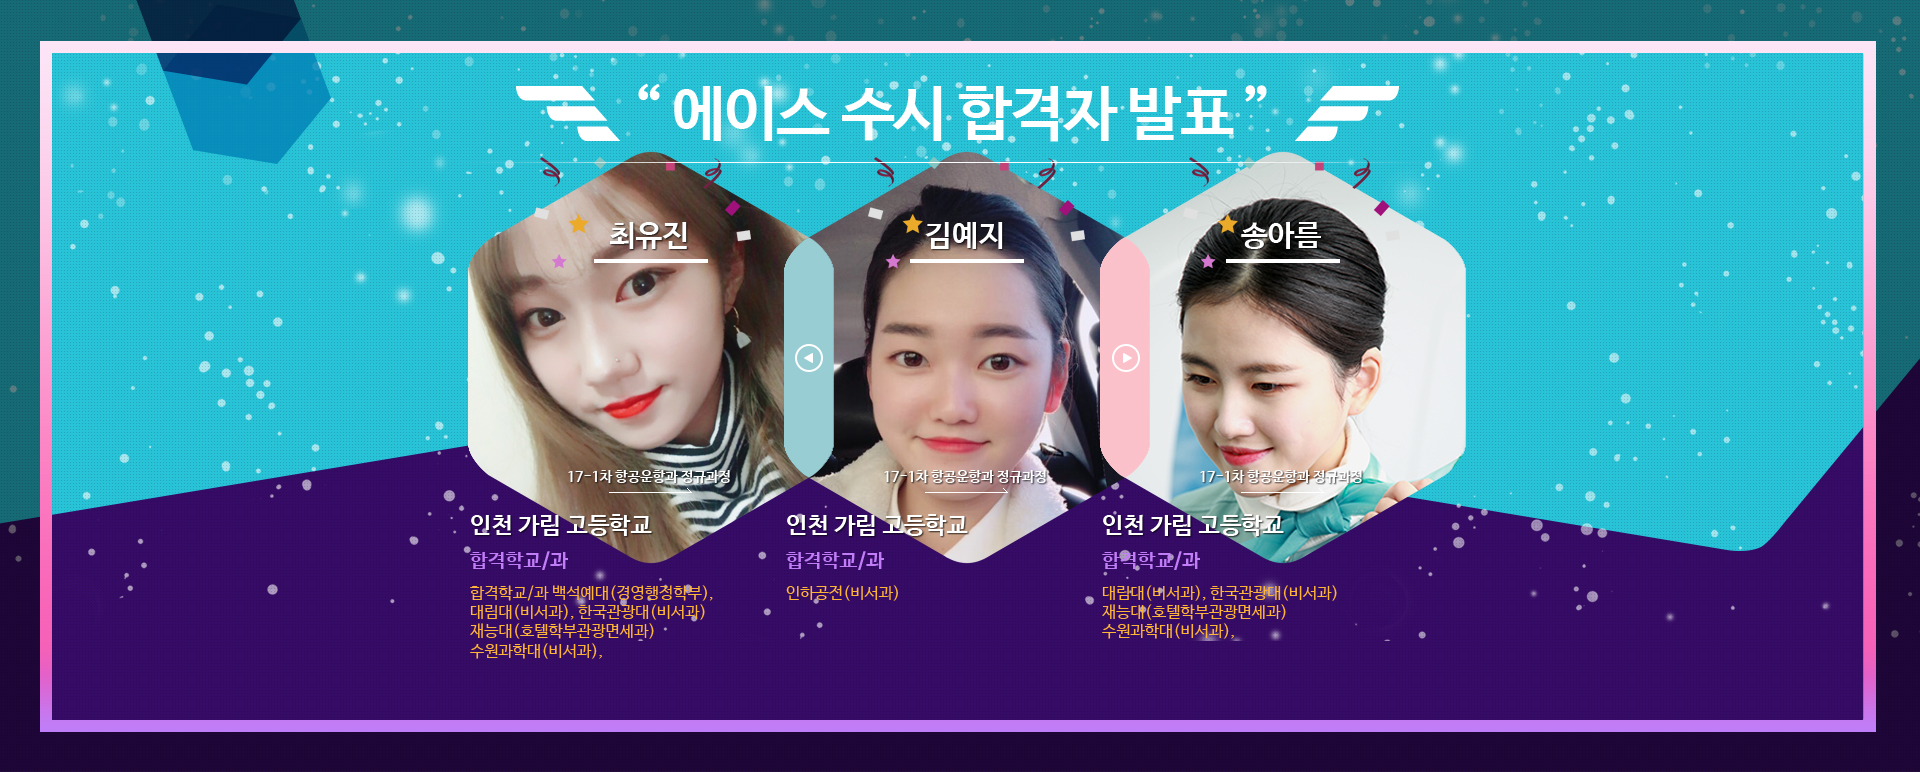 “ 에이스 수시 합격자 발표 ”
최유진
17-1차 항공운항과 정규과정
인천 가림 고등학교
합격학교/과
합격학교/과 백석예대(경영행정학부),
대림대(비서과), 한국관광대(비서과)
재능대(호텔학부관광면세과)
수원과학대(비서과),
김예지
17-1차 항공운항과 정규과정
인천 가림 고등학교
합격학교/과
인하공전(비서과)
송아름
17-1차 항공운항과 정규과정
인천 가림 고등학교
합격학교/과
대림대(비서과), 한국관광대(비서과)
재능대(호텔학부관광면세과)
수원과학대(비서과),